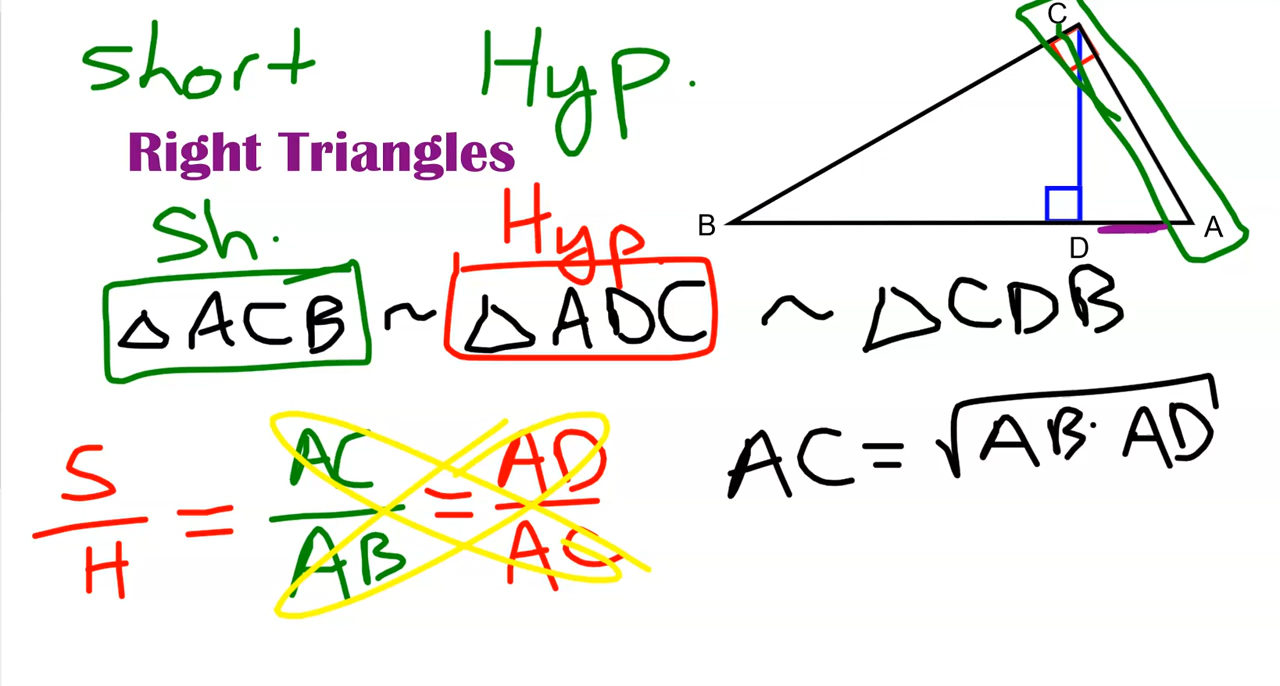 short Hyp.
Right Triangles
Sh. Hyp
△ACB ~ △ADC ~ △CDB
S/H = AC/AB = AD/AC
AC = √AB· AD
C
B
D
A